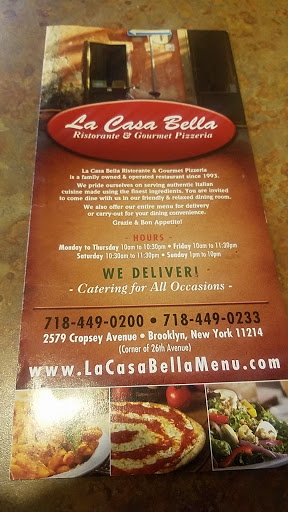 La Casa Bella
Ristorante & Gourmet Pizzeria
La Casa Bella Ristorante & Gourmet Pizzeria
is a family owned & operated restaurant since 1993.
We pride ourselves on serving authentic Italian
cuisine made using the finest ingredients. You are invited
to come dine with us in our friendly & relaxed dining room.
We also offer our entire menu for delivery
or carry-out for your dining convenience.
Grazie & Bon Appetito!
- HOURS -
Monday to Thursday 10am to 10:30pm • Friday 10am to 11:30pm
Saturday 10:30am to 11:30pm • Sunday 1pm to 10pm
WE DELIVER!
- Catering for All Occasions -
718-449-0200 • 718-449-0233
2579 Cropsey Avenue • Brooklyn, New York 11214
(Corner of 26th Avenue)
www.LaCasaBellaMenu.com